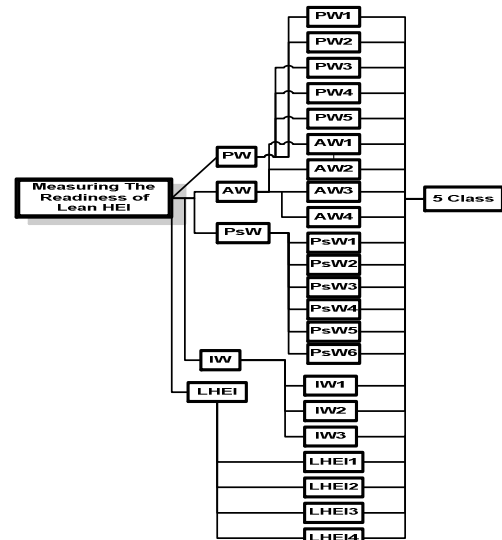 PW1
PW2
PW3
PW4
PW5
PW
AW1
AW2
AW
AW3
Measuring The
Readiness of
Lean HEI
5 Class
AW4
PsW
PsW1
PsW2
PsW3
PsW4
PsW5
PsW6
IW
IW1
LHEI
IW2
IW3
LHEI1
LHEI2
LHEI3
LHEI4